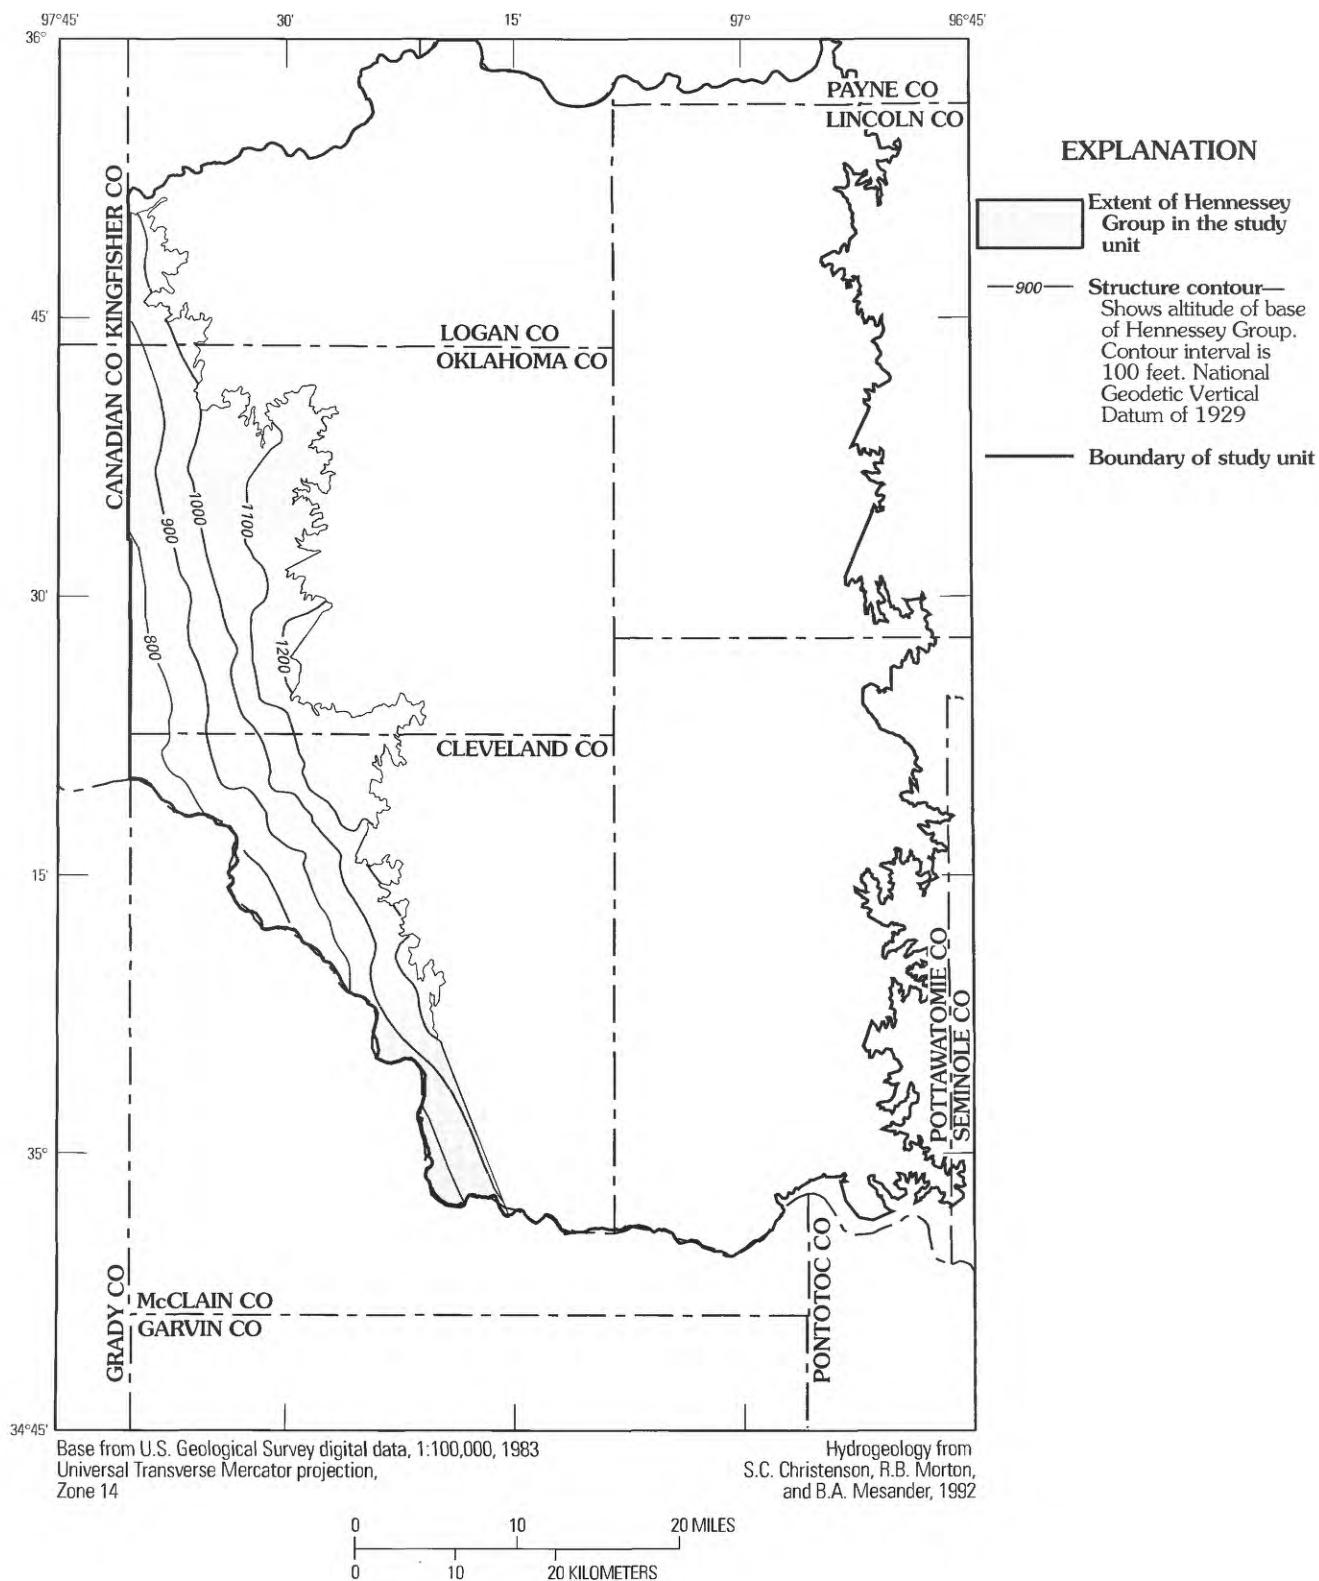 97°45'
30'
15'
97°
96°45'
36°
PAYNE CO
LINCOLN CO
EXPLANATION
Extent of Hennessey
Group in the study
unit
900
Structure contour—
Shows altitude of base
of Hennessey Group.
Contour interval is
100 feet. National
Geodetic Vertical
Datum of 1929
Boundary of study unit
CANADIAN CO
KINGFISHER CO
45'
LOGAN CO
OKLAHOMA CO
900
1000
1100
30'
800
1200
CLEVELAND CO
15'
POTTAWATOMIE CO
SEMINOLE CO
35°
GRADY CO
McCLAIN CO
GARVIN CO
PONTOTOC CO
34°45'
Base from U.S. Geological Survey digital data, 1:100,000, 1983
Universal Transverse Mercator projection,
Zone 14
Hydrogeology from
S.C. Christenson, R.B. Morton,
and B.A. Mesander, 1992
0
10
20 MILES
0
10
20 KILOMETERS